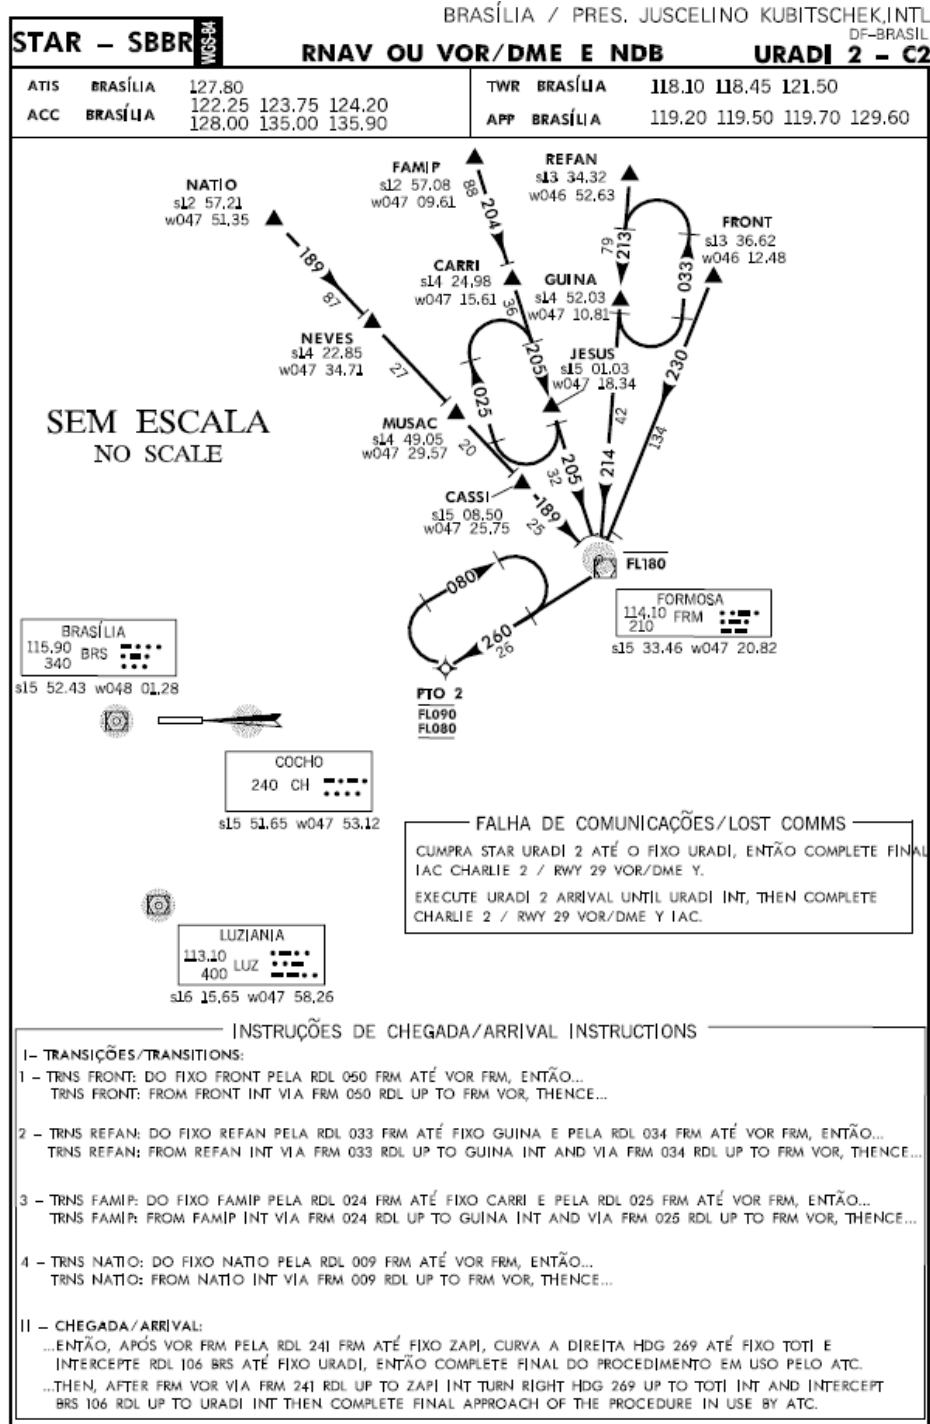 BRASÍLIA / PRES. JUSCELINO KUBITSCHEK,INTL
DF-BRASIL
STAR - SBBR
WGS-84
RNAV OU VOR/DME E NDB
URADI 2 - C2
ATIS BRASÍLIA 127.80
ACC BRASÍLIA 122.25 123.75 124.20
128.00 135.00 135.90
TWR BRASÍLIA 118.10 118.45 121.50
APP BRASÍLIA 119.20 119.50 119.70 129.60
NATIO
s12 57.21
w047 51.35
FAMIP
s12 57.08
w047 09.61
REFAN
s13 34.32
w046 52.63
FRONT
s13 36.62
w046 12.48
88
204
79
213
033
189
87
CARRI
s14 24.98
w047 15.61
36
GUINA
s14 52.03
w047 10.81
NEVES
s14 22.85
w047 34.71
27
205
025
JESUS
s15 01.03
w047 18.34
230
134
42
SEM ESCALA
NO SCALE
MUSAC
s14 49.05
w047 29.57
20
205
32
214
CASSI
s15 08.50
w047 25.75
-189
25
FL180
080
260
26
FORMOSA
114.10
210
FRM
s15 33.46 w047 20.82
BRASÍLIA
115.90
340
BRS
s15 52.43 w048 01.28
PTO 2
FL090
FL080
COCHO
240 CH
s15 51.65 w047 53.12
FALHA DE COMUNICAÇÕES/LOST COMMS
CUMPRA STAR URADI 2 ATÉ O FIXO URADI, ENTÃO COMPLETE FINAL
IAC CHARLIE 2 / RWY 29 VOR/DME Y.
EXECUTE URADI 2 ARRIVAL UNTIL URADI INT, THEN COMPLETE
CHARLIE 2 / RWY 29 VOR/DME Y IAC.
LUZIANIA
113.10
400
LUZ
s16 15.65 w047 58.26
INSTRUÇÕES DE CHEGADA/ARRIVAL INSTRUCTIONS
I- TRANSIÇÕES/TRANSITIONS:
1 - TRNS FRONT: DO FIXO FRONT PELA RDL 050 FRM ATÉ VOR FRM, ENTÃO...
TRNS FRONT: FROM FRONT INT VIA FRM 050 RDL UP TO FRM VOR, THENCE...
2 - TRNS REFAN: DO FIXO REFAN PELA RDL 033 FRM ATÉ FIXO GUINA E PELA RDL 034 FRM ATÉ VOR FRM, ENTÃO...
TRNS REFAN: FROM REFAN INT VIA FRM 033 RDL UP TO GUINA INT AND VIA FRM 034 RDL UP TO FRM VOR, THENCE...
3 - TRNS FAMIP: DO FIXO FAMIP PELA RDL 024 FRM ATÉ FIXO CARRI E PELA RDL 025 FRM ATÉ VOR FRM, ENTÃO...
TRNS FAMIP: FROM FAMIP INT VIA FRM 024 RDL UP TO GUINA INT AND VIA FRM 025 RDL UP TO FRM VOR, THENCE...
4 - TRNS NATIO: DO FIXO NATIO PELA RDL 009 FRM ATÉ VOR FRM, ENTÃO...
TRNS NATIO: FROM NATIO INT VIA FRM 009 RDL UP TO FRM VOR, THENCE...
II - CHEGADA/ARRIVAL:
...ENTÃO, APÓS VOR FRM PELA RDL 241 FRM ATÉ FIXO ZAPI, CURVA A DIREITA HDG 269 ATÉ FIXO TOTI E
INTERCEPTE RDL 106 BRS ATÉ FIXO URADI, ENTÃO COMPLETE FINAL DO PROCEDIMENTO EM USO PELO ATC.
...THEN, AFTER FRM VOR VIA FRM 241 RDL UP TO ZAPI INT TURN RIGHT HDG 269 UP TO TOTI INT AND INTERCEPT
BRS 106 RDL UP TO URADI INT THEN COMPLETE FINAL APPROACH OF THE PROCEDURE IN USE BY ATC.